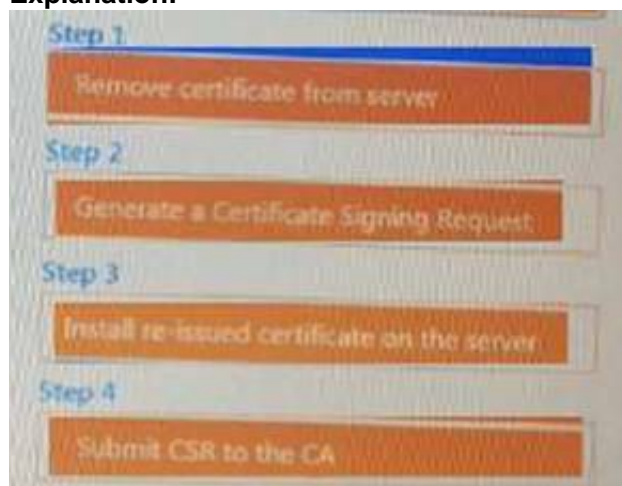 Explanation:
Step 1
Remove certificate from server
Step 2
Generate a Certificate Signing Request
Step 3
Install re-issued certificate on the server
Step 4
Submit CSR to the CA